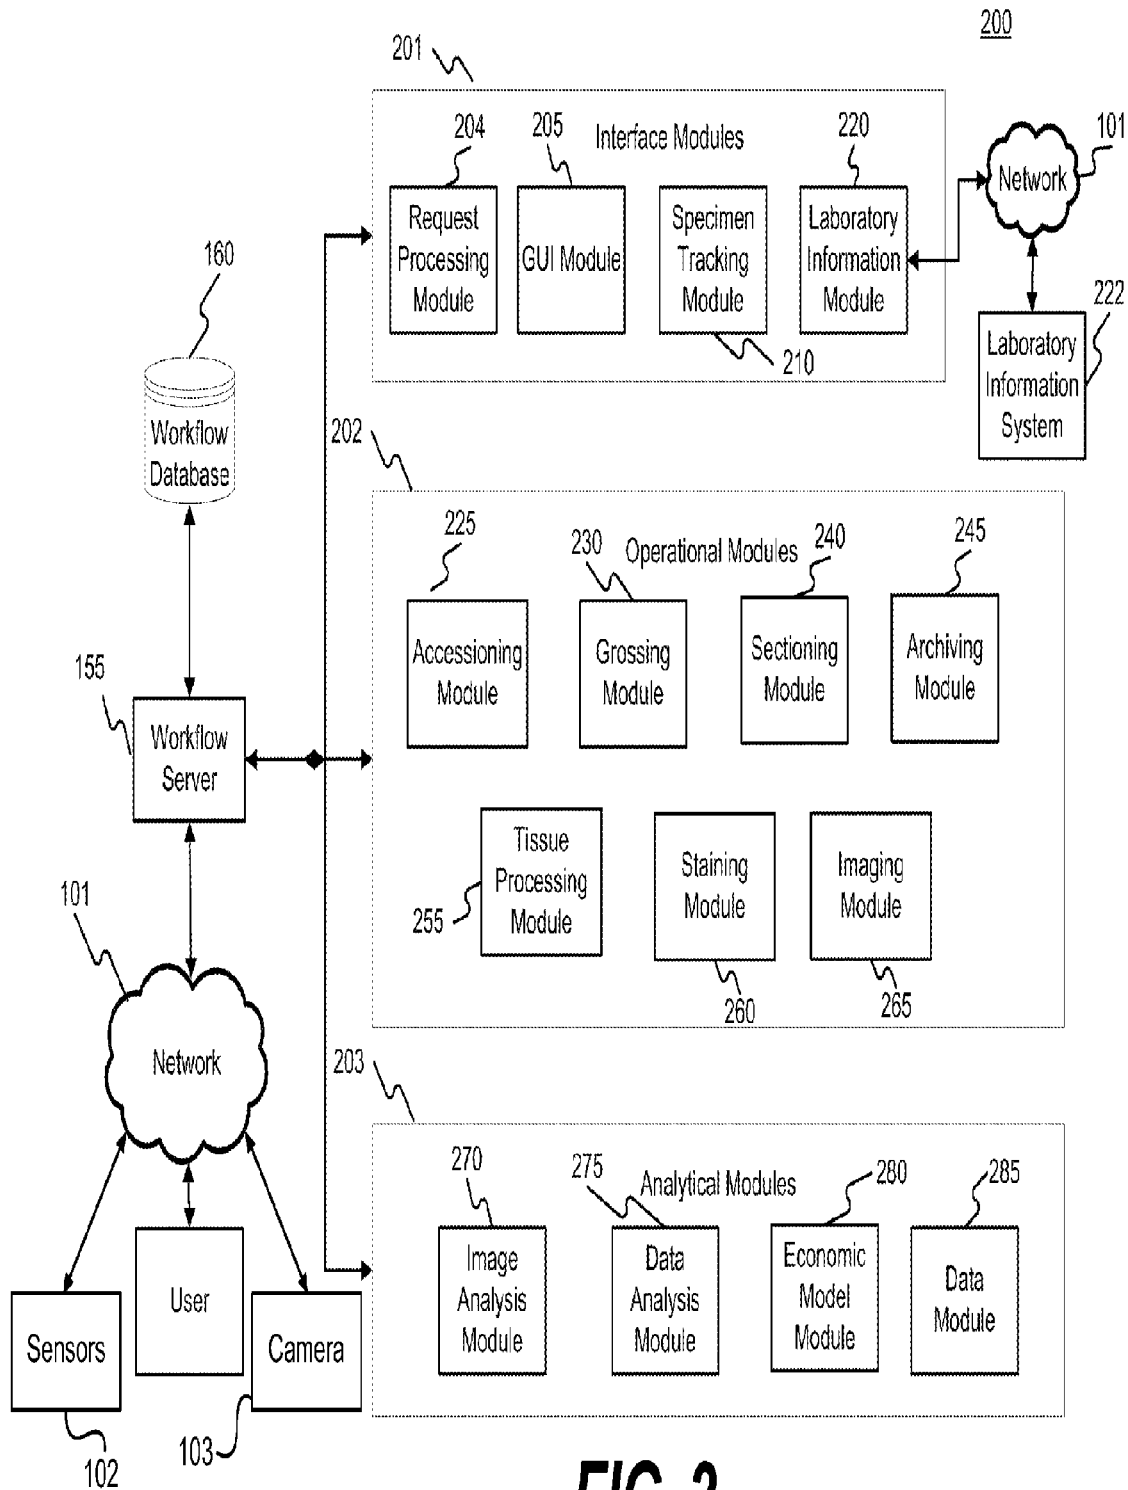 200
201
204
205
Interface Modules
220
101
Request
Processing
Module
GUI Module
Specimen
Tracking
Module
Laboratory
Information
Module
Network
210
222
Laboratory
Information
System
160
Workflow
Database
202
225
230
Operational Modules
240
245
Accessioning
Module
Grossing
Module
Sectioning
Module
Archiving
Module
155
Workflow
Server
Tissue
Processing
Module
Staining
Module
Imaging
Module
255
260
265
101
Network
203
270
275
Analytical Modules
280
285
Image
Analysis
Module
Data
Analysis
Module
Economic
Model
Module
Data
Module
User
Sensors
Camera
102
103